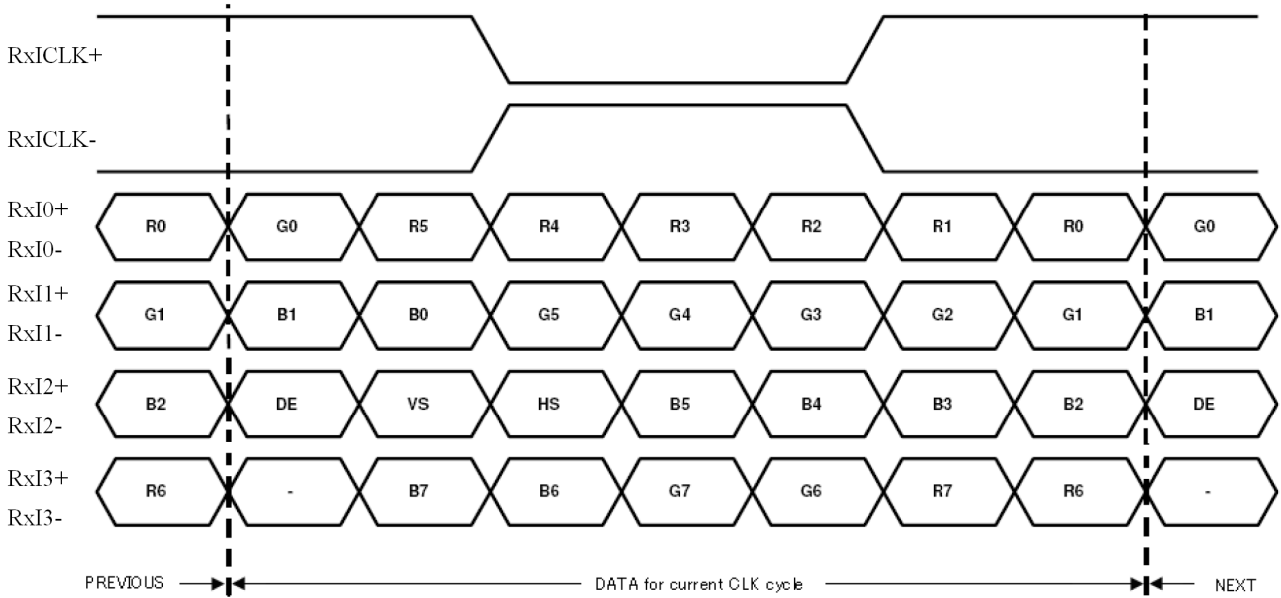 RxICLK+
RxICLK-
RxI0+
R0 G0 R5 R4 R3 R2 R1 R0 G0
RxI0-
RxI1+
G1 B1 B0 G5 G4 G3 G2 G1 B1
RxI1-
RxI2+
B2 DE VS HS B5 B4 B3 B2 DE
RxI2-
RxI3+
R6 - B7 B6 G7 G6 R7 R6 -
RxI3-
PREVIOUS DATA for current CLK cycle NEXT